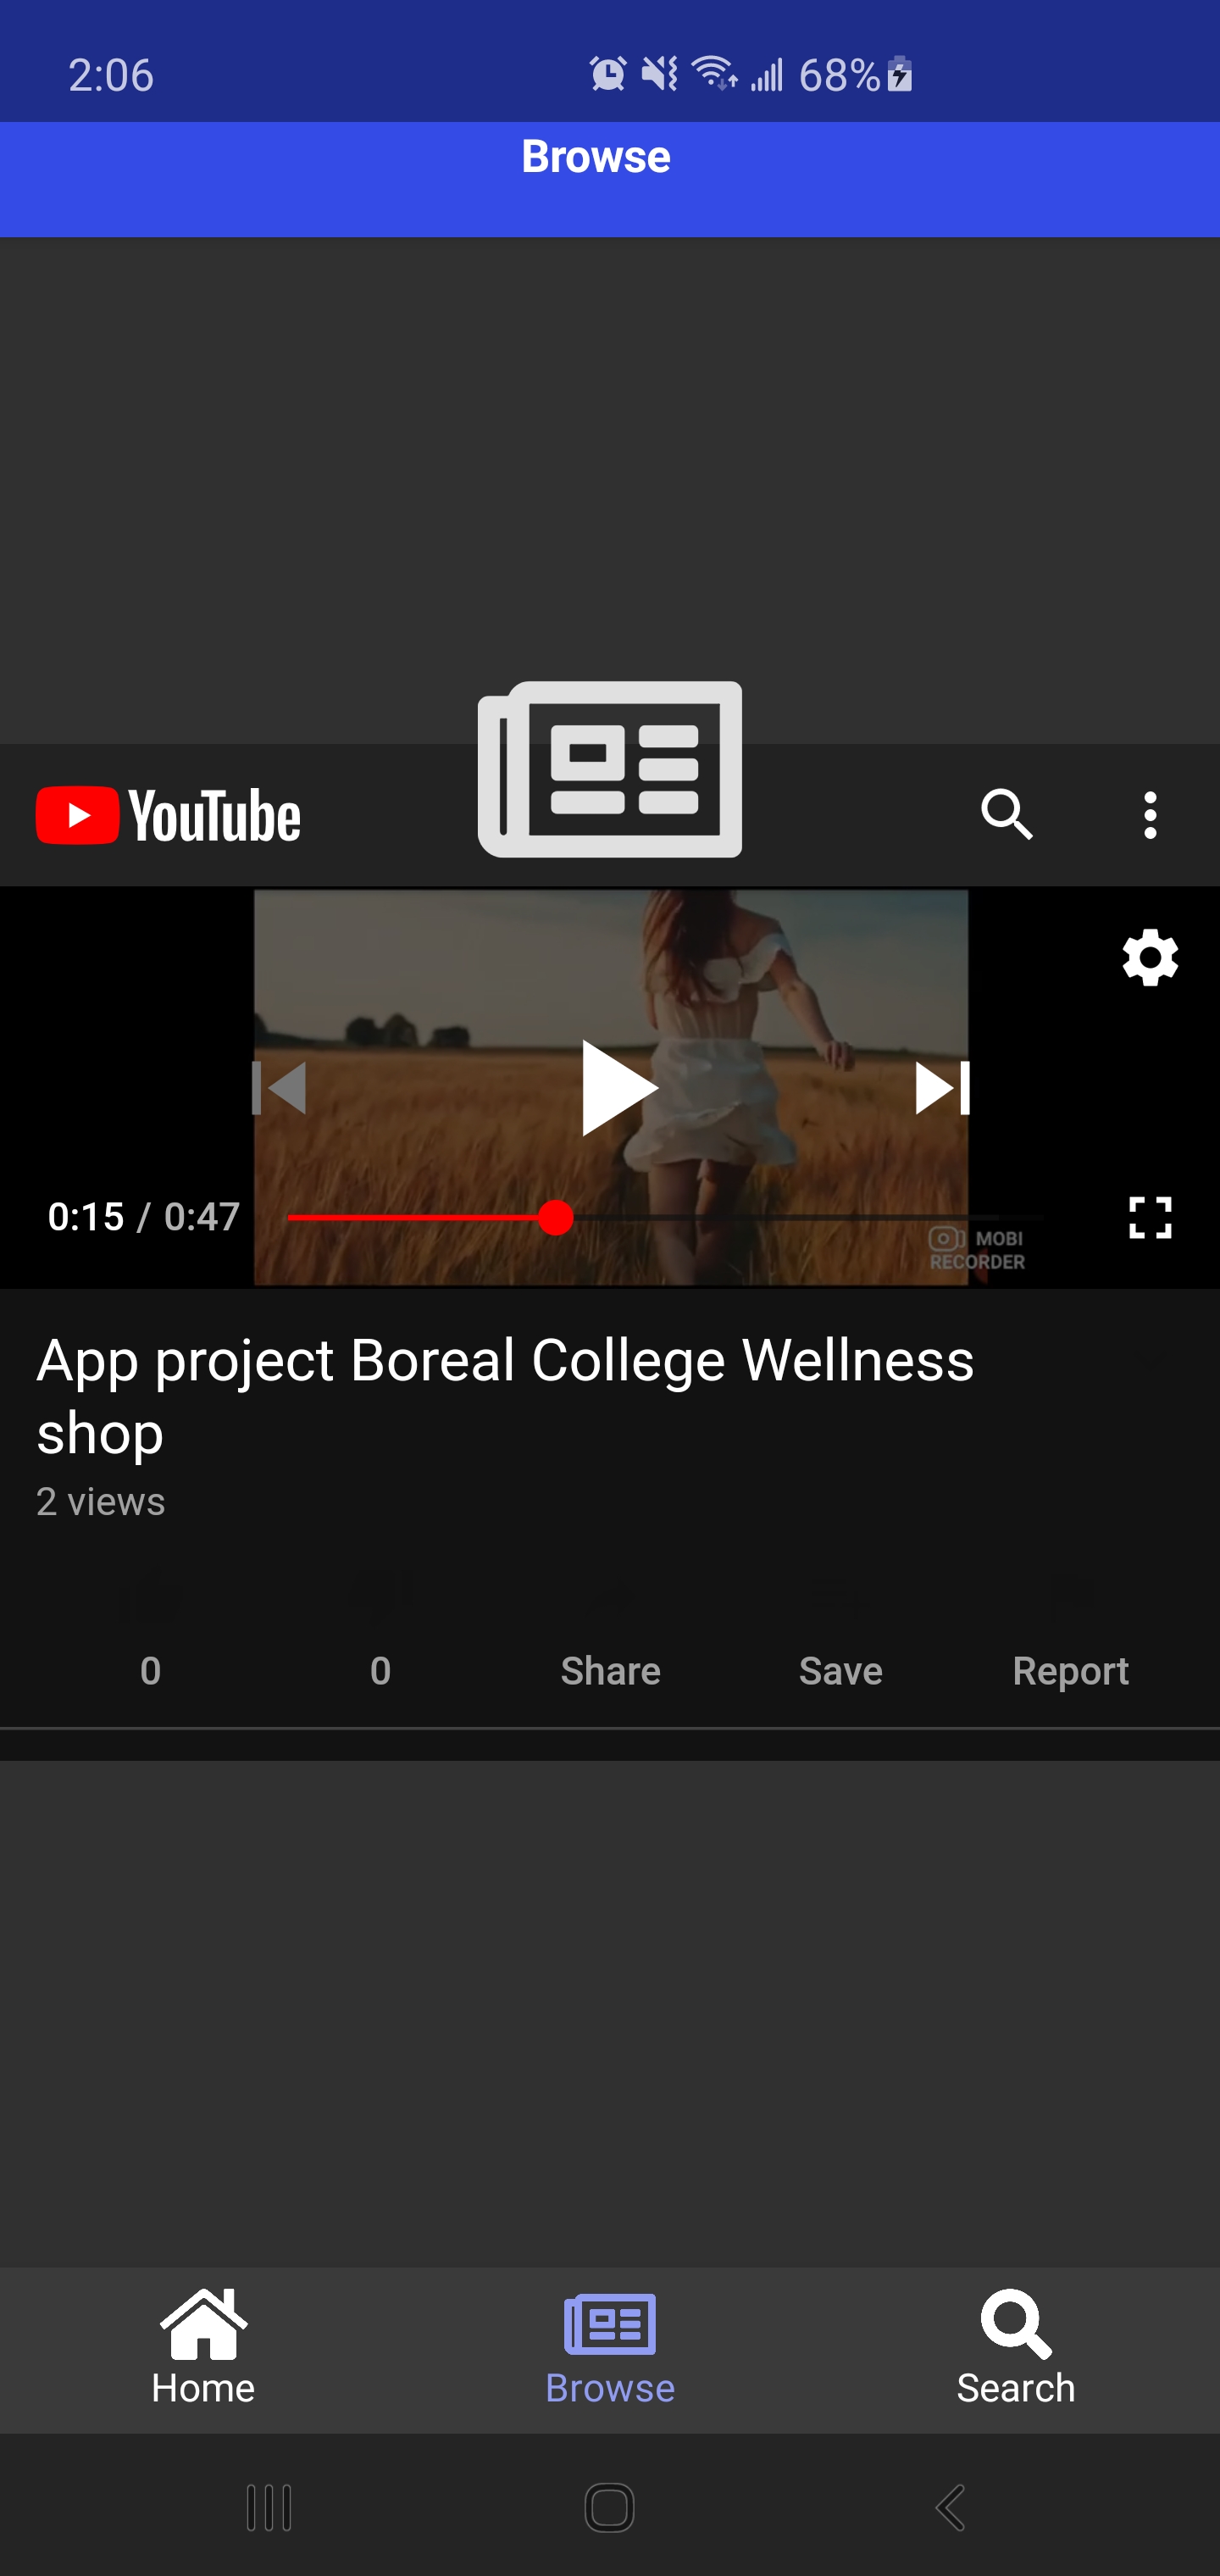 2:06 68%
Browse
YouTube
0:15 / 0:47
MOBI
RECORDER
App project Boreal College Wellness
shop
2 views
0 0 Share Save Report
Home Browse Search